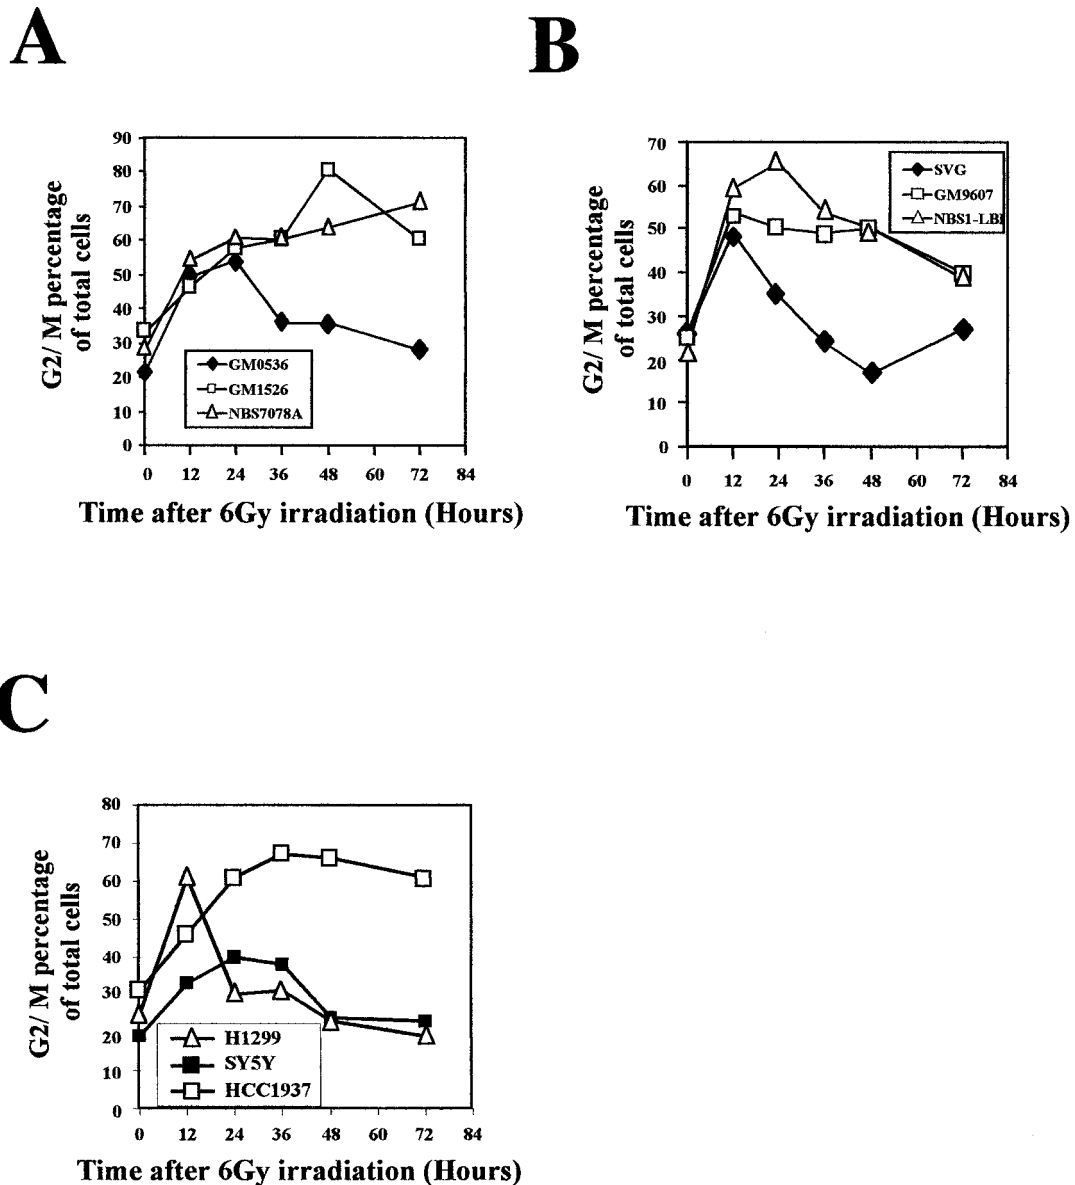 A
G2/ M percentage
of total cells
90
80
70
60
50
40
30
20
10
0
GM0536
GM1526
NBS7078A
0 12 24 36 48 60 72 84
Time after 6Gy irradiation (Hours)
B
G2/ M percentage
of total cells
70
60
50
40
30
20
10
0
SVG
GM9607
NBS1-LBI
0 12 24 36 48 60 72 84
Time after 6Gy irradiation (Hours)
C
G2/ M percentage
of total cells
80
70
60
50
40
30
20
10
0
H1299
SY5Y
HCC1937
0 12 24 36 48 60 72 84
Time after 6Gy irradiation (Hours)